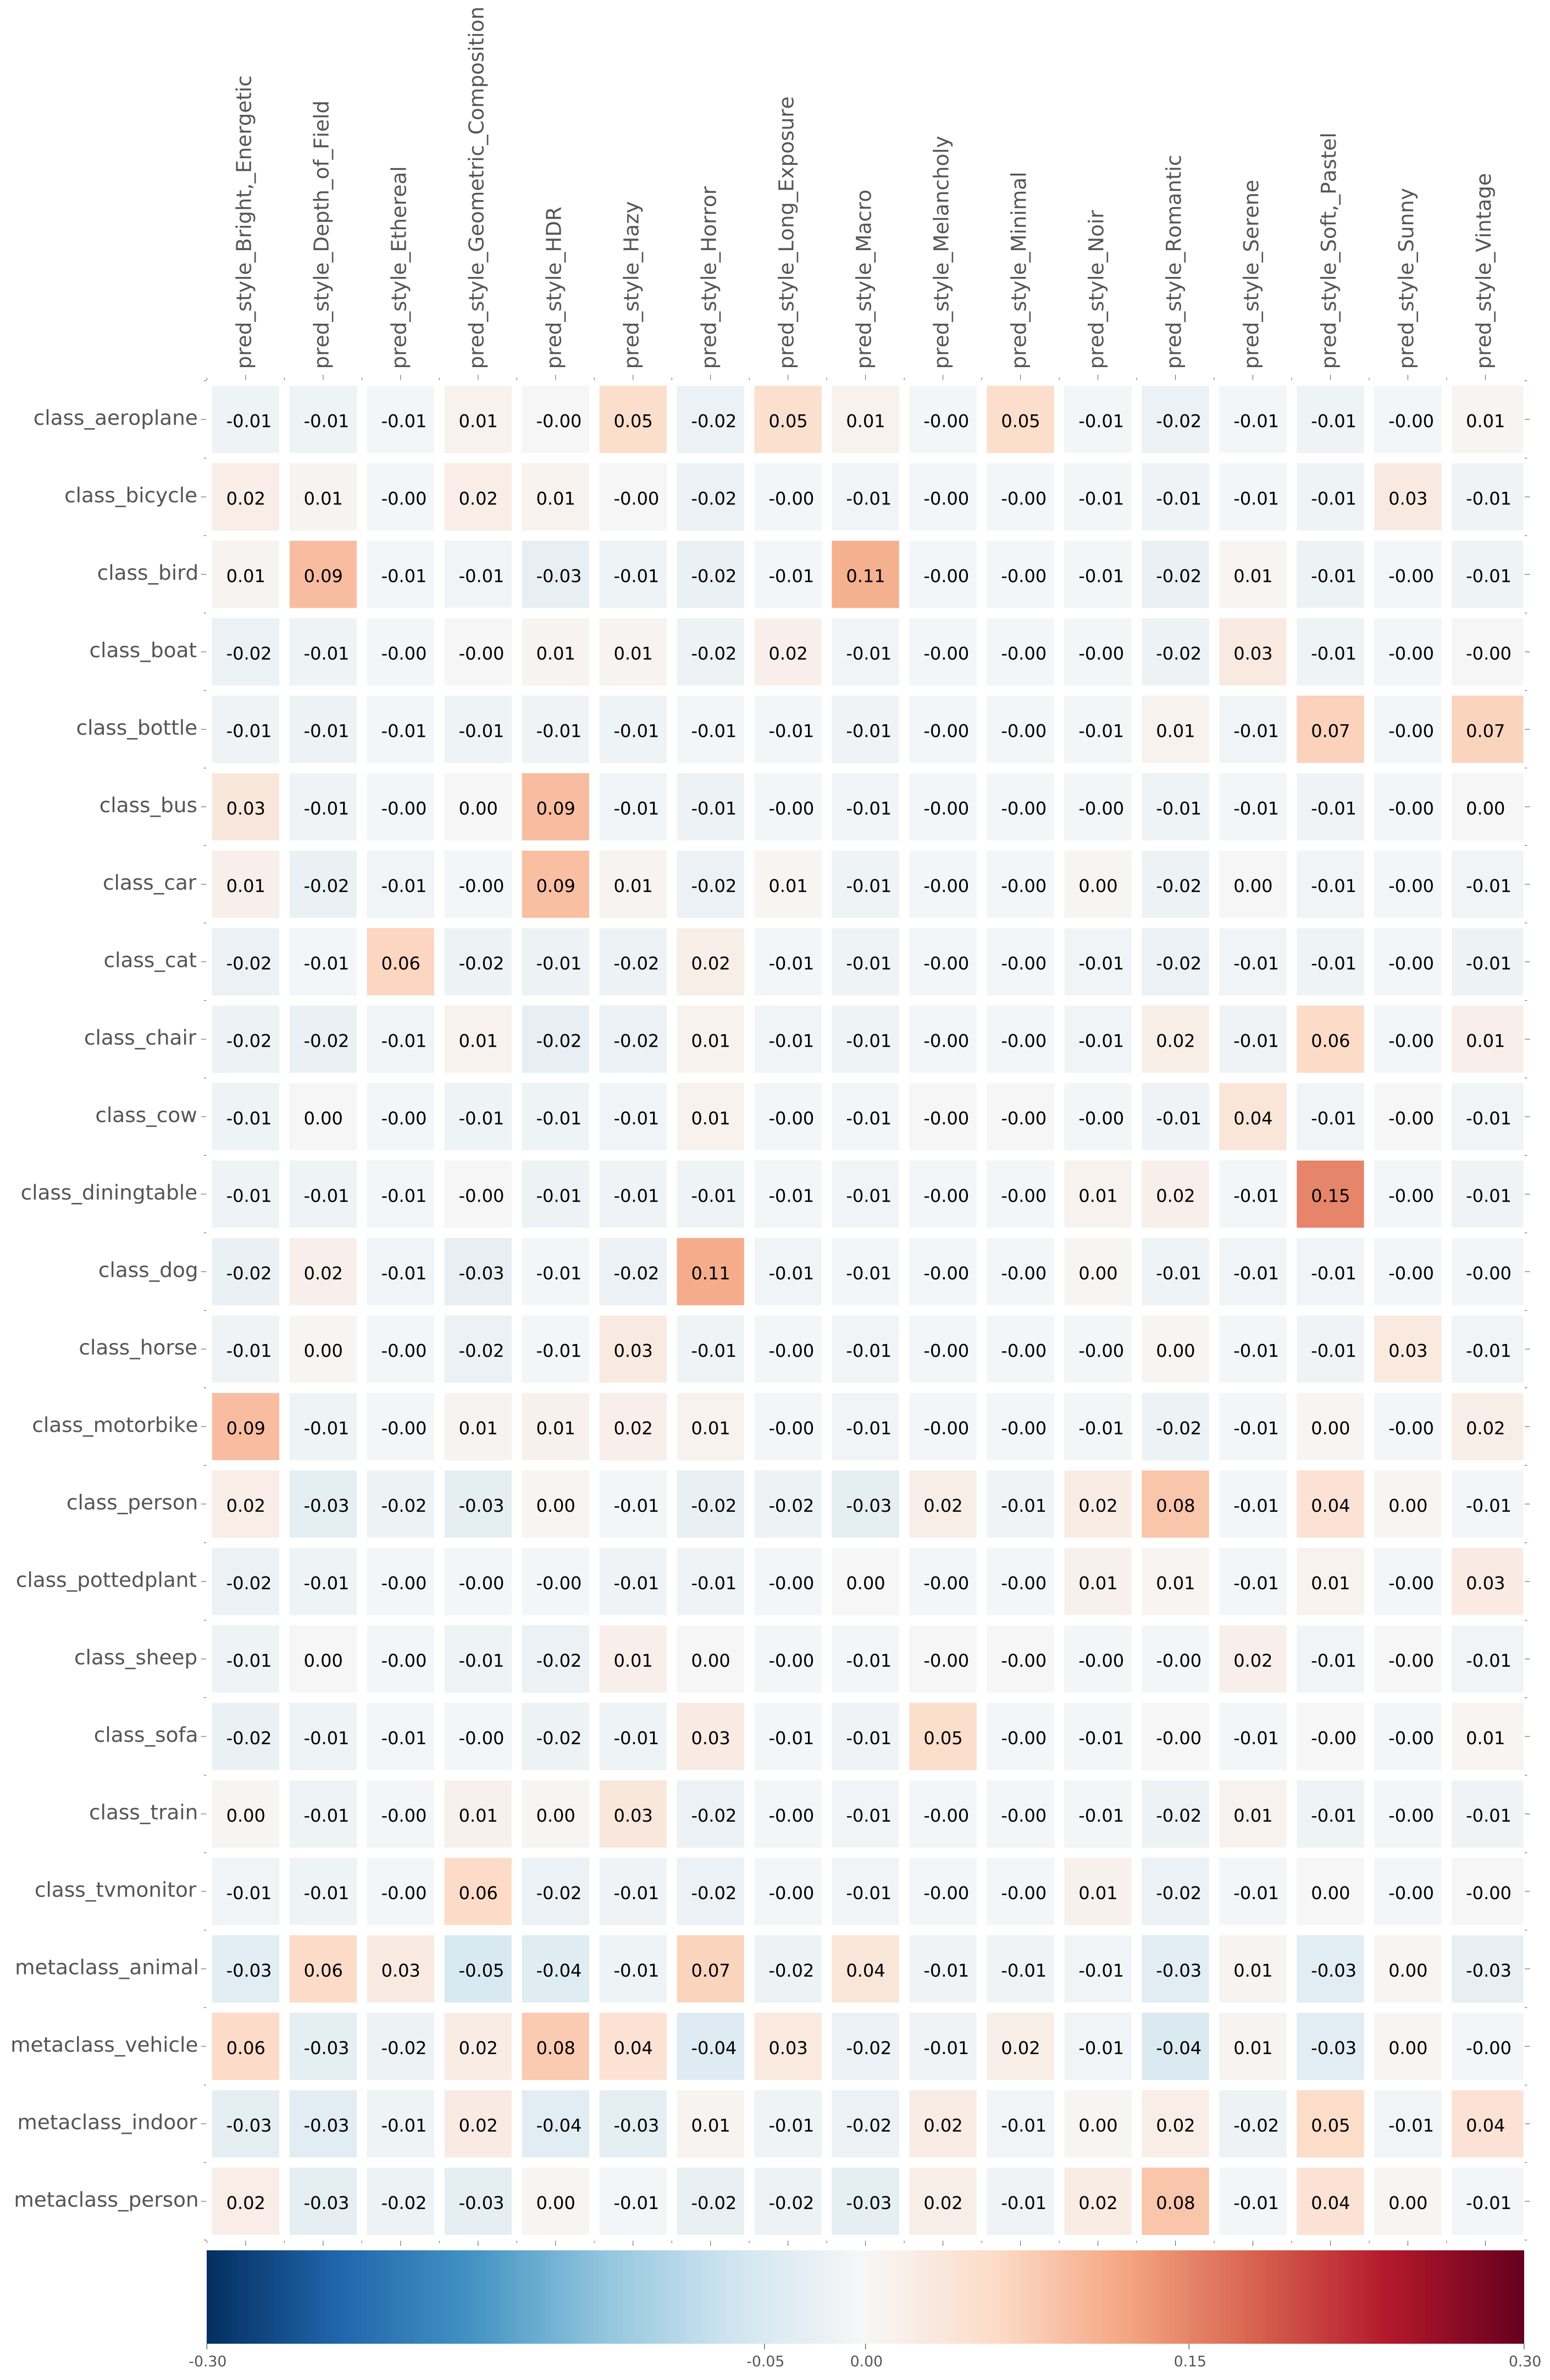 pred_style_Bright,_Energetic
pred_style_Depth_of_Field
pred_style_Ethereal
pred_style_Geometric_Composition
pred_style_HDR
pred_style_Hazy
pred_style_Horror
pred_style_Long_Exposure
pred_style_Macro
pred_style_Melancholy
pred_style_Minimal
pred_style_Noir
pred_style_Romantic
pred_style_Serene
pred_style_Soft,_Pastel
pred_style_Sunny
pred_style_Vintage
class_aeroplane -0.01 -0.01 -0.01 0.01 -0.00 0.05 -0.02 0.05 0.01 -0.00 0.05 -0.01 -0.02 -0.01 -0.01 -0.00 0.01
class_bicycle 0.02 0.01 -0.00 0.02 0.01 -0.00 -0.02 -0.00 -0.01 -0.00 -0.00 -0.01 -0.01 -0.01 -0.01 0.03 -0.01
class_bird 0.01 0.09 -0.01 -0.01 -0.03 -0.01 -0.02 -0.01 0.11 -0.00 -0.00 -0.01 -0.02 0.01 -0.01 -0.00 -0.01
class_boat -0.02 -0.01 -0.00 -0.00 0.01 0.01 -0.02 0.02 -0.01 -0.00 -0.00 -0.00 -0.02 0.03 -0.01 -0.00 -0.00
class_bottle -0.01 -0.01 -0.01 -0.01 -0.01 -0.01 -0.01 -0.01 -0.01 -0.00 -0.00 -0.01 0.01 -0.01 0.07 -0.00 0.07
class_bus 0.03 -0.01 -0.00 0.00 0.09 -0.01 -0.01 -0.00 -0.01 -0.00 -0.00 -0.00 -0.01 -0.01 -0.01 -0.00 0.00
class_car 0.01 -0.02 -0.01 -0.00 0.09 0.01 -0.02 0.01 -0.01 -0.00 -0.00 0.00 -0.02 0.00 -0.01 -0.00 -0.01
class_cat -0.02 -0.01 0.06 -0.02 -0.01 -0.02 0.02 -0.01 -0.01 -0.00 -0.00 -0.01 -0.02 -0.01 -0.01 -0.00 -0.01
class_chair -0.02 -0.02 -0.01 0.01 -0.02 -0.02 0.01 -0.01 -0.01 -0.00 -0.00 -0.01 0.02 -0.01 0.06 -0.00 0.01
class_cow -0.01 0.00 -0.00 -0.01 -0.01 -0.01 0.01 -0.00 -0.01 -0.00 -0.00 -0.00 -0.01 0.04 -0.01 -0.00 -0.01
class_diningtable -0.01 -0.01 -0.01 -0.00 -0.01 -0.01 -0.01 -0.01 -0.01 -0.00 -0.00 0.01 0.02 -0.01 0.15 -0.00 -0.01
class_dog -0.02 0.02 -0.01 -0.03 -0.01 -0.02 0.11 -0.01 -0.01 -0.00 -0.00 0.00 -0.01 -0.01 -0.01 -0.00 -0.00
class_horse -0.01 0.00 -0.00 -0.02 -0.01 0.03 -0.01 -0.00 -0.01 -0.00 -0.00 -0.00 0.00 -0.01 -0.01 0.03 -0.01
class_motorbike 0.09 -0.01 -0.00 0.01 0.01 0.02 0.01 -0.00 -0.01 -0.00 -0.00 -0.01 -0.02 -0.01 0.00 -0.00 0.02
class_person 0.02 -0.03 -0.02 -0.03 0.00 -0.01 -0.02 -0.02 -0.03 0.02 -0.01 0.02 0.08 -0.01 0.04 0.00 -0.01
class_pottedplant -0.02 -0.01 -0.00 -0.00 -0.00 -0.01 -0.01 -0.00 0.00 -0.00 -0.00 0.01 0.01 -0.01 0.01 -0.00 0.03
class_sheep -0.01 0.00 -0.00 -0.01 -0.02 0.01 0.00 -0.00 -0.01 -0.00 -0.00 -0.00 -0.00 0.02 -0.01 -0.00 -0.01
class_sofa -0.02 -0.01 -0.01 -0.00 -0.02 -0.01 0.03 -0.01 -0.01 0.05 -0.00 -0.01 -0.00 -0.01 -0.00 -0.00 0.01
class_train 0.00 -0.01 -0.00 0.01 0.00 0.03 -0.02 -0.00 -0.01 -0.00 -0.00 -0.01 -0.02 0.01 -0.01 -0.00 -0.01
class_tvmonitor -0.01 -0.01 -0.00 0.06 -0.02 -0.01 -0.02 -0.00 -0.01 -0.00 -0.00 0.01 -0.02 -0.01 0.00 -0.00 -0.00
metaclass_animal -0.03 0.06 0.03 -0.05 -0.04 -0.01 0.07 -0.02 0.04 -0.01 -0.01 -0.01 -0.03 0.01 -0.03 0.00 -0.03
metaclass_vehicle 0.06 -0.03 -0.02 0.02 0.08 0.04 -0.04 0.03 -0.02 -0.01 0.02 -0.01 -0.04 0.01 -0.03 0.00 -0.00
metaclass_indoor -0.03 -0.03 -0.01 0.02 -0.04 -0.03 0.01 -0.01 -0.02 0.02 -0.01 0.00 0.02 -0.02 0.05 -0.01 0.04
metaclass_person 0.02 -0.03 -0.02 -0.03 0.00 -0.01 -0.02 -0.02 -0.03 0.02 -0.01 0.02 0.08 -0.01 0.04 0.00 -0.01
-0.30 -0.05 0.00 0.15 0.30